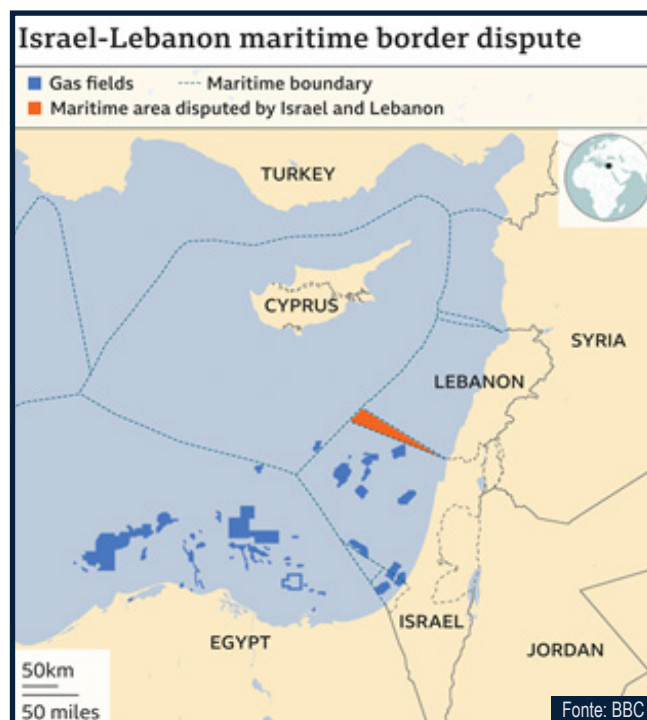 Israel-Lebanon maritime border dispute
Gas fields
Maritime boundary
Maritime area disputed by Israel and Lebanon
TURKEY
CYPRUS
SYRIA
LEBANON
ISRAEL
EGYPT
JORDAN
50km
50 miles
Fonte: BBC